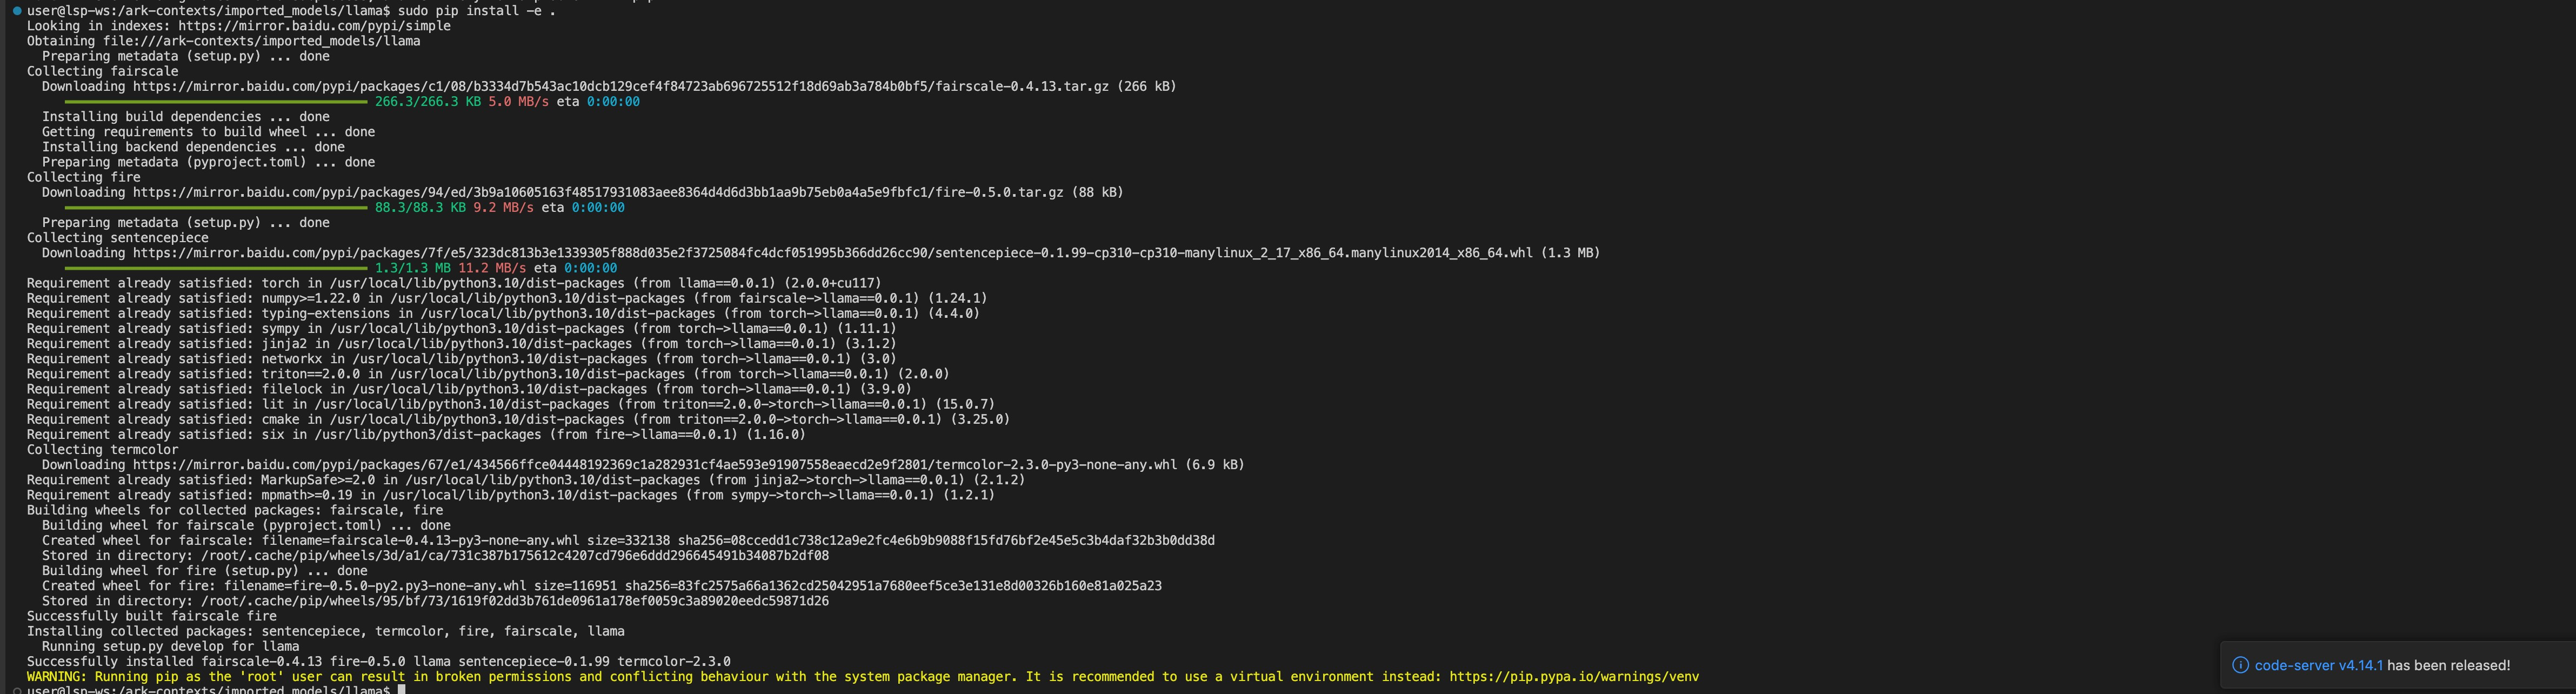 user@lsp-ws:/ark-contexts/imported_models/llama$ sudo pip install -e .
Looking in indexes: https://mirror.baidu.com/pypi/simple
Obtaining file:///ark-contexts/imported_models/llama
  Preparing metadata (setup.py) ... done
Collecting fairscale
  Downloading https://mirror.baidu.com/pypi/packages/c1/08/b3334d7b543ac10dcb129cef4f84723ab696725512f18d69ab3a784b0bf5/fairscale-0.4.13.tar.gz (266 kB)
266.3/266.3 KB 5.0 MB/s eta 0:00:00
  Installing build dependencies ... done
  Getting requirements to build wheel ... done
  Installing backend dependencies ... done
  Preparing metadata (pyproject.toml) ... done
Collecting fire
  Downloading https://mirror.baidu.com/pypi/packages/94/ed/3b9a10605163f48517931083aee8364d4d6d3bb1aa9b75eb0a4a5e9fbfc1/fire-0.5.0.tar.gz (88 kB)
88.3/88.3 KB 9.2 MB/s eta 0:00:00
  Preparing metadata (setup.py) ... done
Collecting sentencepiece
  Downloading https://mirror.baidu.com/pypi/packages/7f/e5/323dc813b3e1339305f888d035e2f3725084fc4dcf051995b366dd26cc90/sentencepiece-0.1.99-cp310-cp310-manylinux_2_17_x86_64.manylinux2014_x86_64.whl (1.3 MB)
1.3/1.3 MB 11.2 MB/s eta 0:00:00
Requirement already satisfied: torch in /usr/local/lib/python3.10/dist-packages (from llama==0.0.1) (2.0.0+cu117)
Requirement already satisfied: numpy>=1.22.0 in /usr/local/lib/python3.10/dist-packages (from fairscale->llama==0.0.1) (1.24.1)
Requirement already satisfied: typing-extensions in /usr/local/lib/python3.10/dist-packages (from torch->llama==0.0.1) (4.4.0)
Requirement already satisfied: sympy in /usr/local/lib/python3.10/dist-packages (from torch->llama==0.0.1) (1.11.1)
Requirement already satisfied: jinja2 in /usr/local/lib/python3.10/dist-packages (from torch->llama==0.0.1) (3.1.2)
Requirement already satisfied: networkx in /usr/local/lib/python3.10/dist-packages (from torch->llama==0.0.1) (3.0)
Requirement already satisfied: triton==2.0.0 in /usr/local/lib/python3.10/dist-packages (from torch->llama==0.0.1) (2.0.0)
Requirement already satisfied: filelock in /usr/local/lib/python3.10/dist-packages (from torch->llama==0.0.1) (3.9.0)
Requirement already satisfied: lit in /usr/local/lib/python3.10/dist-packages (from triton==2.0.0->torch->llama==0.0.1) (15.0.7)
Requirement already satisfied: cmake in /usr/local/lib/python3.10/dist-packages (from triton==2.0.0->torch->llama==0.0.1) (3.25.0)
Requirement already satisfied: six in /usr/lib/python3/dist-packages (from fire->llama==0.0.1) (1.16.0)
Collecting termcolor
  Downloading https://mirror.baidu.com/pypi/packages/67/e1/434566ffce04448192369c1a282931cf4ae593e91907558eaecd2e9f2801/termcolor-2.3.0-py3-none-any.whl (6.9 kB)
Requirement already satisfied: MarkupSafe>=2.0 in /usr/local/lib/python3.10/dist-packages (from jinja2->torch->llama==0.0.1) (2.1.2)
Requirement already satisfied: mpmath>=0.19 in /usr/local/lib/python3.10/dist-packages (from sympy->torch->llama==0.0.1) (1.2.1)
Building wheels for collected packages: fairscale, fire
  Building wheel for fairscale (pyproject.toml) ... done
  Created wheel for fairscale: filename=fairscale-0.4.13-py3-none-any.whl size=332138 sha256=08ccedd1c738c12a9e2fc4e6b9b9088f15fd76bf2e45e5c3b4daf32b3b0dd38d
  Stored in directory: /root/.cache/pip/wheels/3d/a1/ca/731c387b175612c4207cd796e6ddd296645491b34087b2df08
  Building wheel for fire (setup.py) ... done
  Created wheel for fire: filename=fire-0.5.0-py2.py3-none-any.whl size=116951 sha256=83fc2575a66a1362cd25042951a7680eef5ce3e131e8d00326b160e81a025a23
  Stored in directory: /root/.cache/pip/wheels/95/bf/73/1619f02dd3b761de0961a178ef0059c3a89020eedc59871d26
Successfully built fairscale fire
Installing collected packages: sentencepiece, termcolor, fire, fairscale, llama
  Running setup.py develop for llama
Successfully installed fairscale-0.4.13 fire-0.5.0 llama sentencepiece-0.1.99 termcolor-2.3.0
WARNING: Running pip as the 'root' user can result in broken permissions and conflicting behaviour with the system package manager. It is recommended to use a virtual environment instead: https://pip.pypa.io/warnings/venv
user@lsp-ws:/ark-contexts/imported_models/llama$
code-server v4.14.1 has been released!